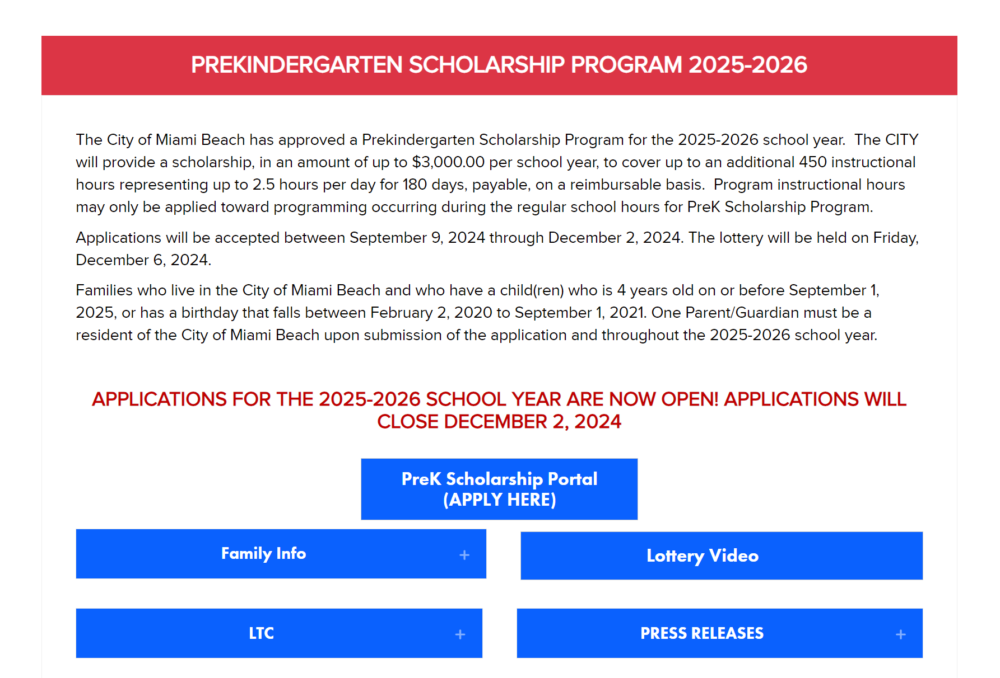 PREKINDERGARTEN SCHOLARSHIP PROGRAM 2025-2026
The City of Miami Beach has approved a Prekindergarten Scholarship Program for the 2025-2026 school year.  The CITY
will provide a scholarship, in an amount of up to $3,000.00 per school year, to cover up to an additional 450 instructional
hours representing up to 2.5 hours per day for 180 days, payable, on a reimbursable basis.  Program instructional hours
may only be applied toward programming occurring during the regular school hours for PreK Scholarship Program.
Applications will be accepted between September 9, 2024 through December 2, 2024. The lottery will be held on Friday,
December 6, 2024.
Families who live in the City of Miami Beach and who have a child(ren) who is 4 years old on or before September 1,
2025, or has a birthday that falls between February 2, 2020 to September 1, 2021. One Parent/Guardian must be a
resident of the City of Miami Beach upon submission of the application and throughout the 2025-2026 school year.
APPLICATIONS FOR THE 2025-2026 SCHOOL YEAR ARE NOW OPEN! APPLICATIONS WILL
CLOSE DECEMBER 2, 2024
PreK Scholarship Portal
(APPLY HERE)
Family Info +
Lottery Video
LTC +
PRESS RELEASES +